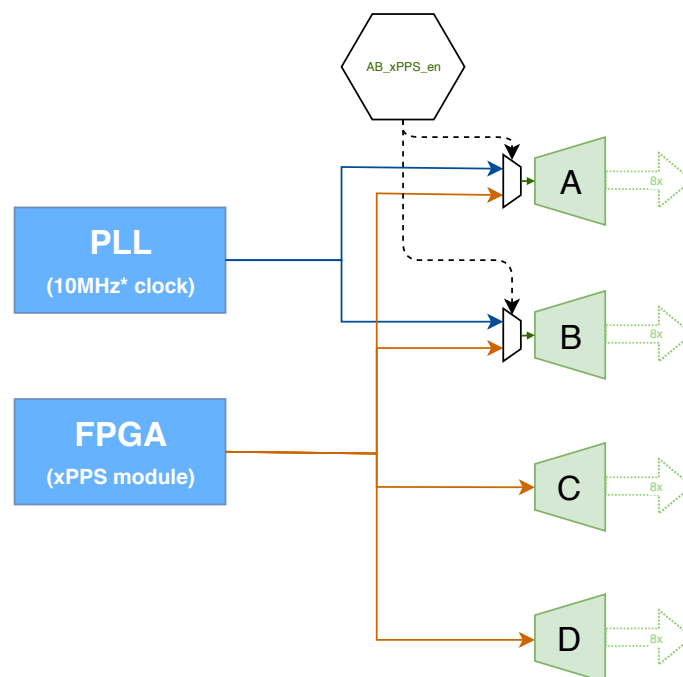 AB_xPPS_en
A
8x
PLL
(10MHz* clock)
B
8x
FPGA
(xPPS module)
C
8x
D
8x